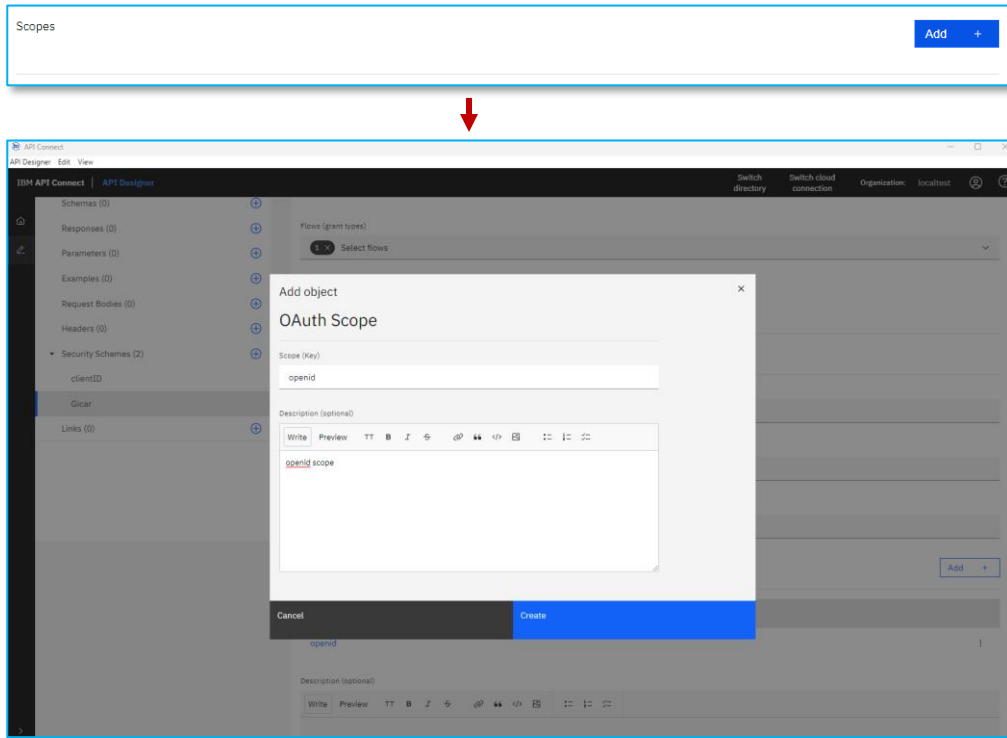 Scopes
Add +
API Connect
API Designer Edit View
IBM API Connect | API Designer
Switch directory
Switch cloud connection
Organization: localtest
Schemas (0)
Responses (0)
Parameters (0)
Examples (0)
Request Bodies (0)
Headers (0)
Security Schemes (2)
clientID
Gicar
Links (0)
Flows (grant types)
1 × Select flows
Add object
OAuth Scope
Scope (Key)
openid
Description (optional)
Write Preview TT B I S
openid scope
Cancel
Create
Add +
openid
Description (optional)
Write Preview TT B I S